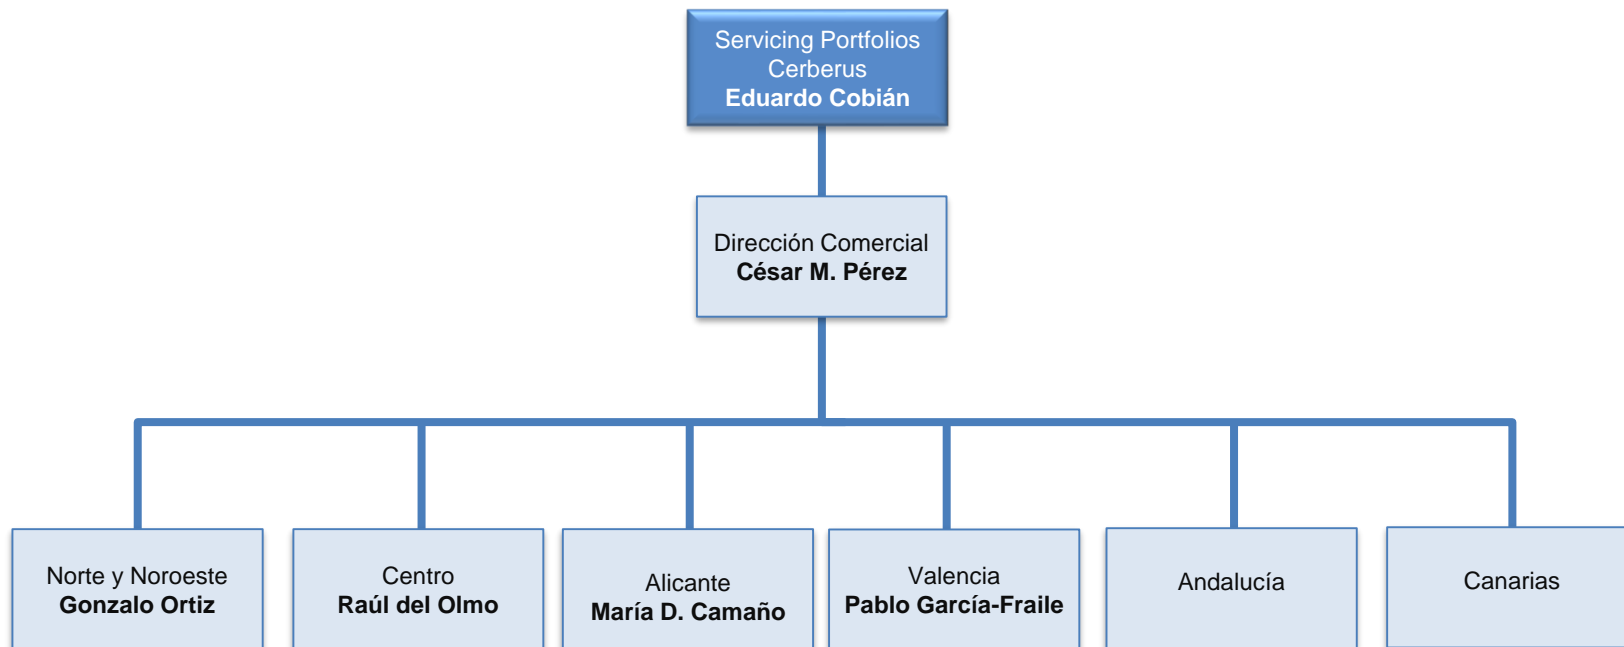 Servicing Portfolios
Cerberus
Eduardo Cobián
Dirección Comercial
César M. Pérez
Norte y Noroeste
Gonzalo Ortiz
Centro
Raúl del Olmo
Alicante
María D. Camaño
Valencia
Pablo García-Fraile
Andalucía
Canarias